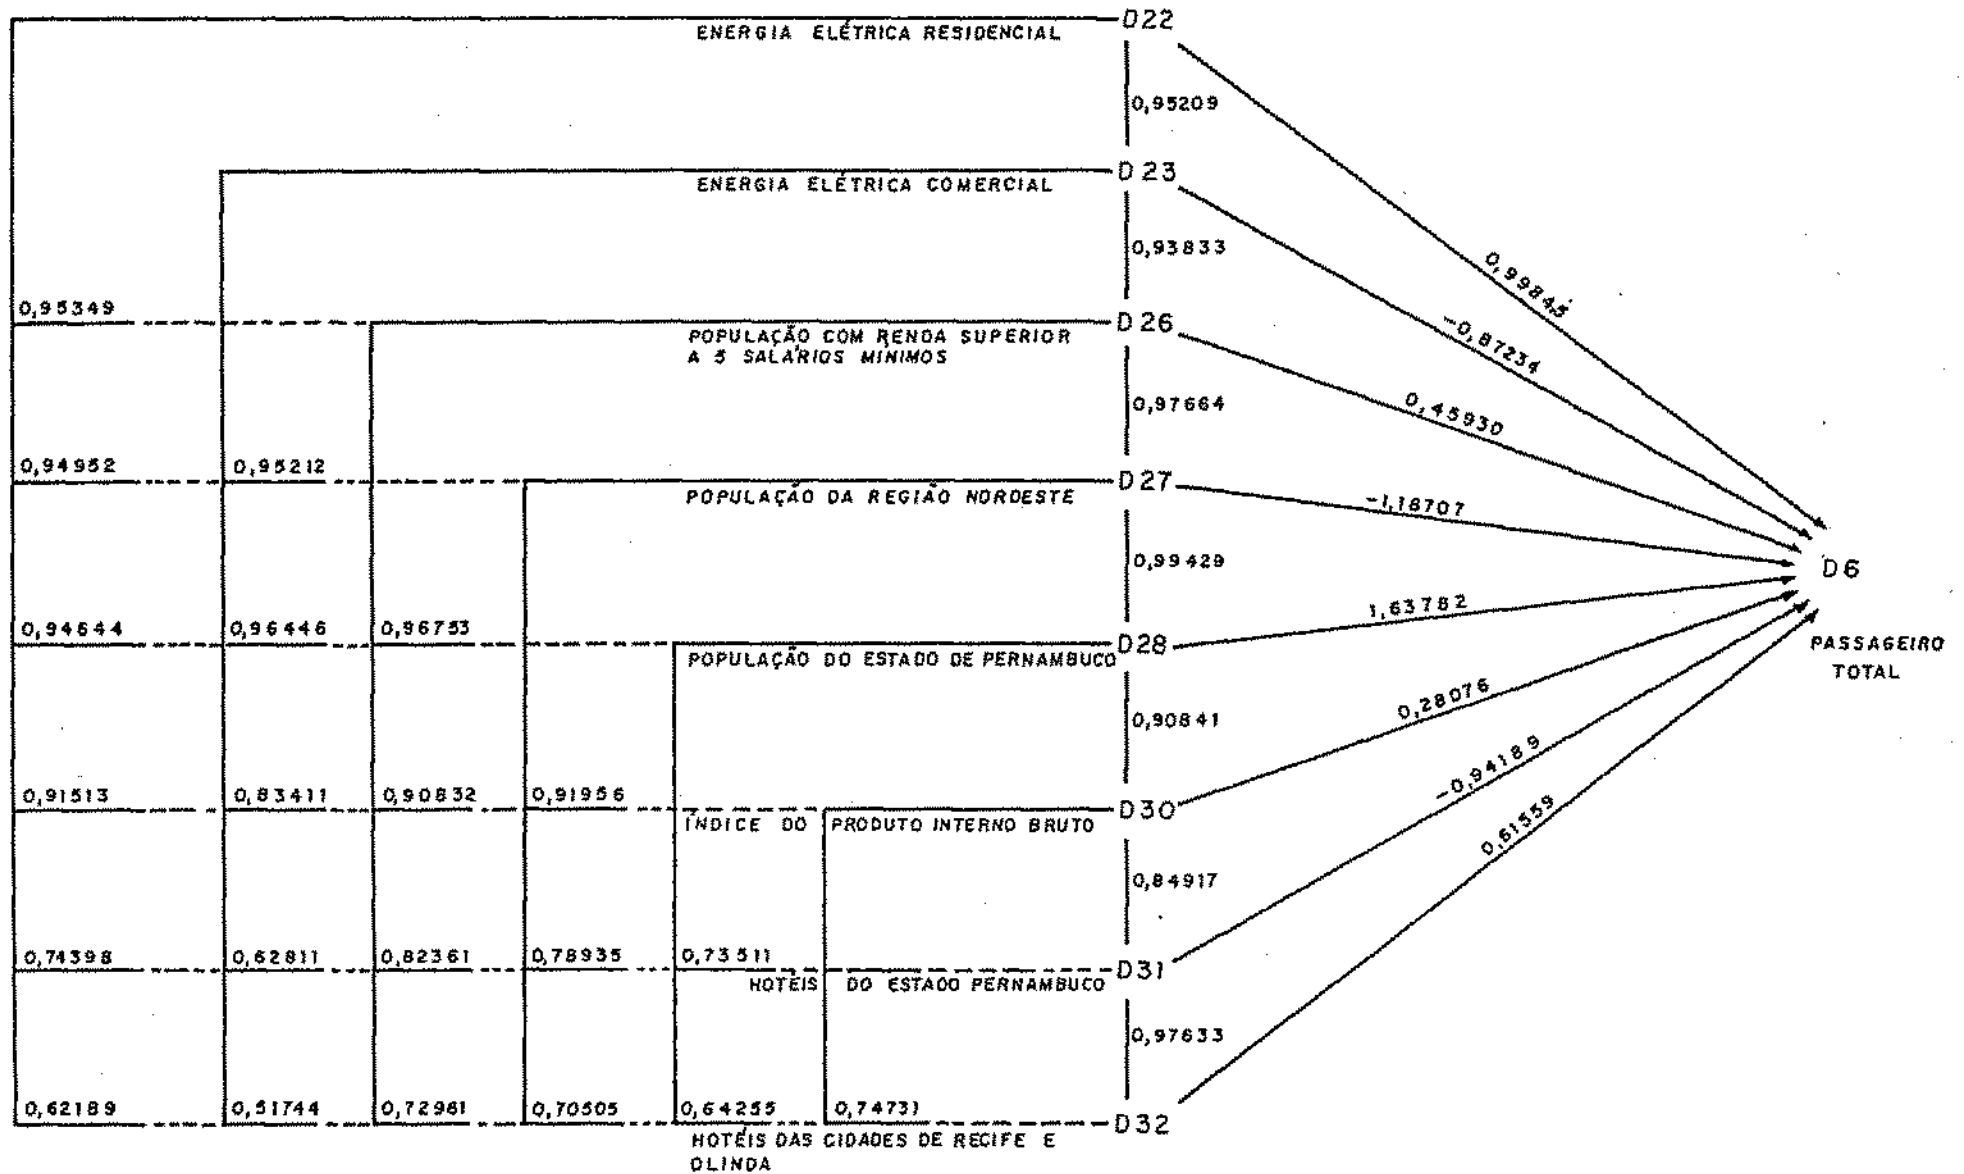 D22
ENERGIA ELÉTRICA RESIDENCIAL
0,95209
D23
ENERGIA ELÉTRICA COMERCIAL
0,93833
0,99845
0,95349
D26
-0,87234
POPULAÇÃO COM RENDA SUPERIOR
A 5 SALÁRIOS MÍNIMOS
0,97664
0,45930
0,94952
0,95212
D27
POPULAÇÃO DA REGIÃO NORDESTE
-1,18707
0,99429
D6
1,63782
0,94644
0,96446
0,96753
D28
POPULAÇÃO DO ESTADO DE PERNAMBUCO
PASSAGEIRO
TOTAL
0,28076
0,90841
-0,94189
0,91513
0,83411
0,90832
0,91956
D30
ÍNDICE DO PRODUTO INTERNO BRUTO
0,61559
0,84917
0,74398
0,62811
0,82361
0,78935
0,73511
D31
HOTÉIS DO ESTADO PERNAMBUCO
0,97633
0,62189
0,51744
0,72961
0,70505
0,64255
0,74731
D32
HOTÉIS DAS CIDADES DE RECIFE E
OLINDA